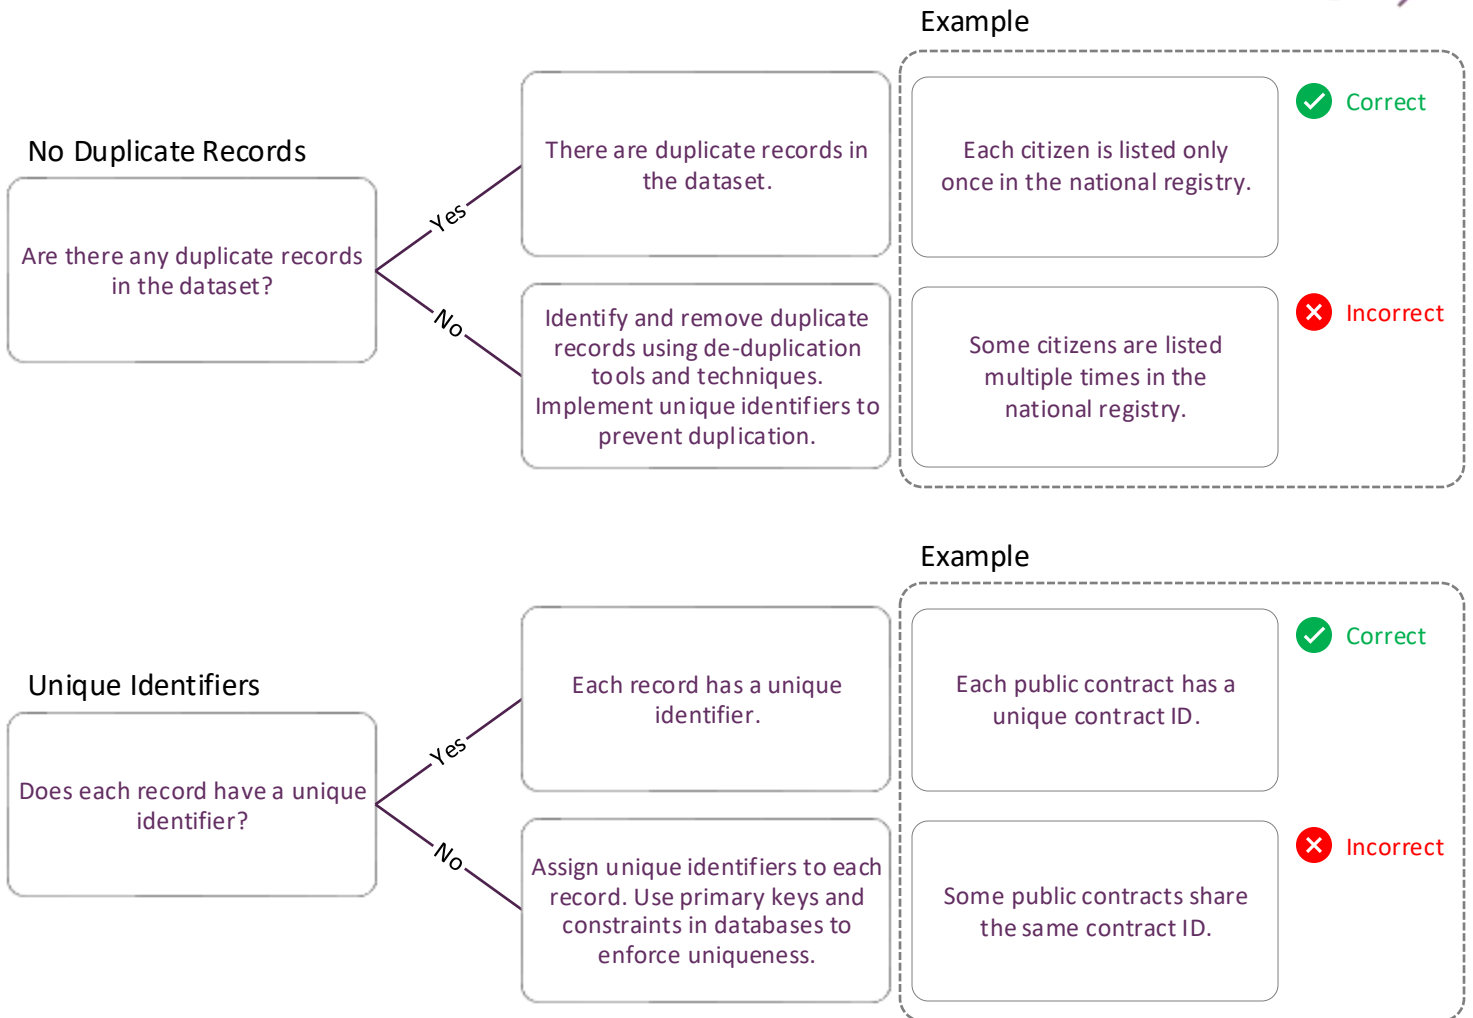 Example
No Duplicate Records
Are there any duplicate records
in the dataset?
Yes
No
There are duplicate records in
the dataset.
Identify and remove duplicate
records using de-duplication
tools and techniques.
Implement unique identifiers to
prevent duplication.
Each citizen is listed only
once in the national registry.
Correct
Some citizens are listed
multiple times in the
national registry.
Incorrect
Example
Unique Identifiers
Does each record have a unique
identifier?
Yes
No
Each record has a unique
identifier.
Assign unique identifiers to each
record. Use primary keys and
constraints in databases to
enforce uniqueness.
Each public contract has a
unique contract ID.
Correct
Some public contracts share
the same contract ID.
Incorrect